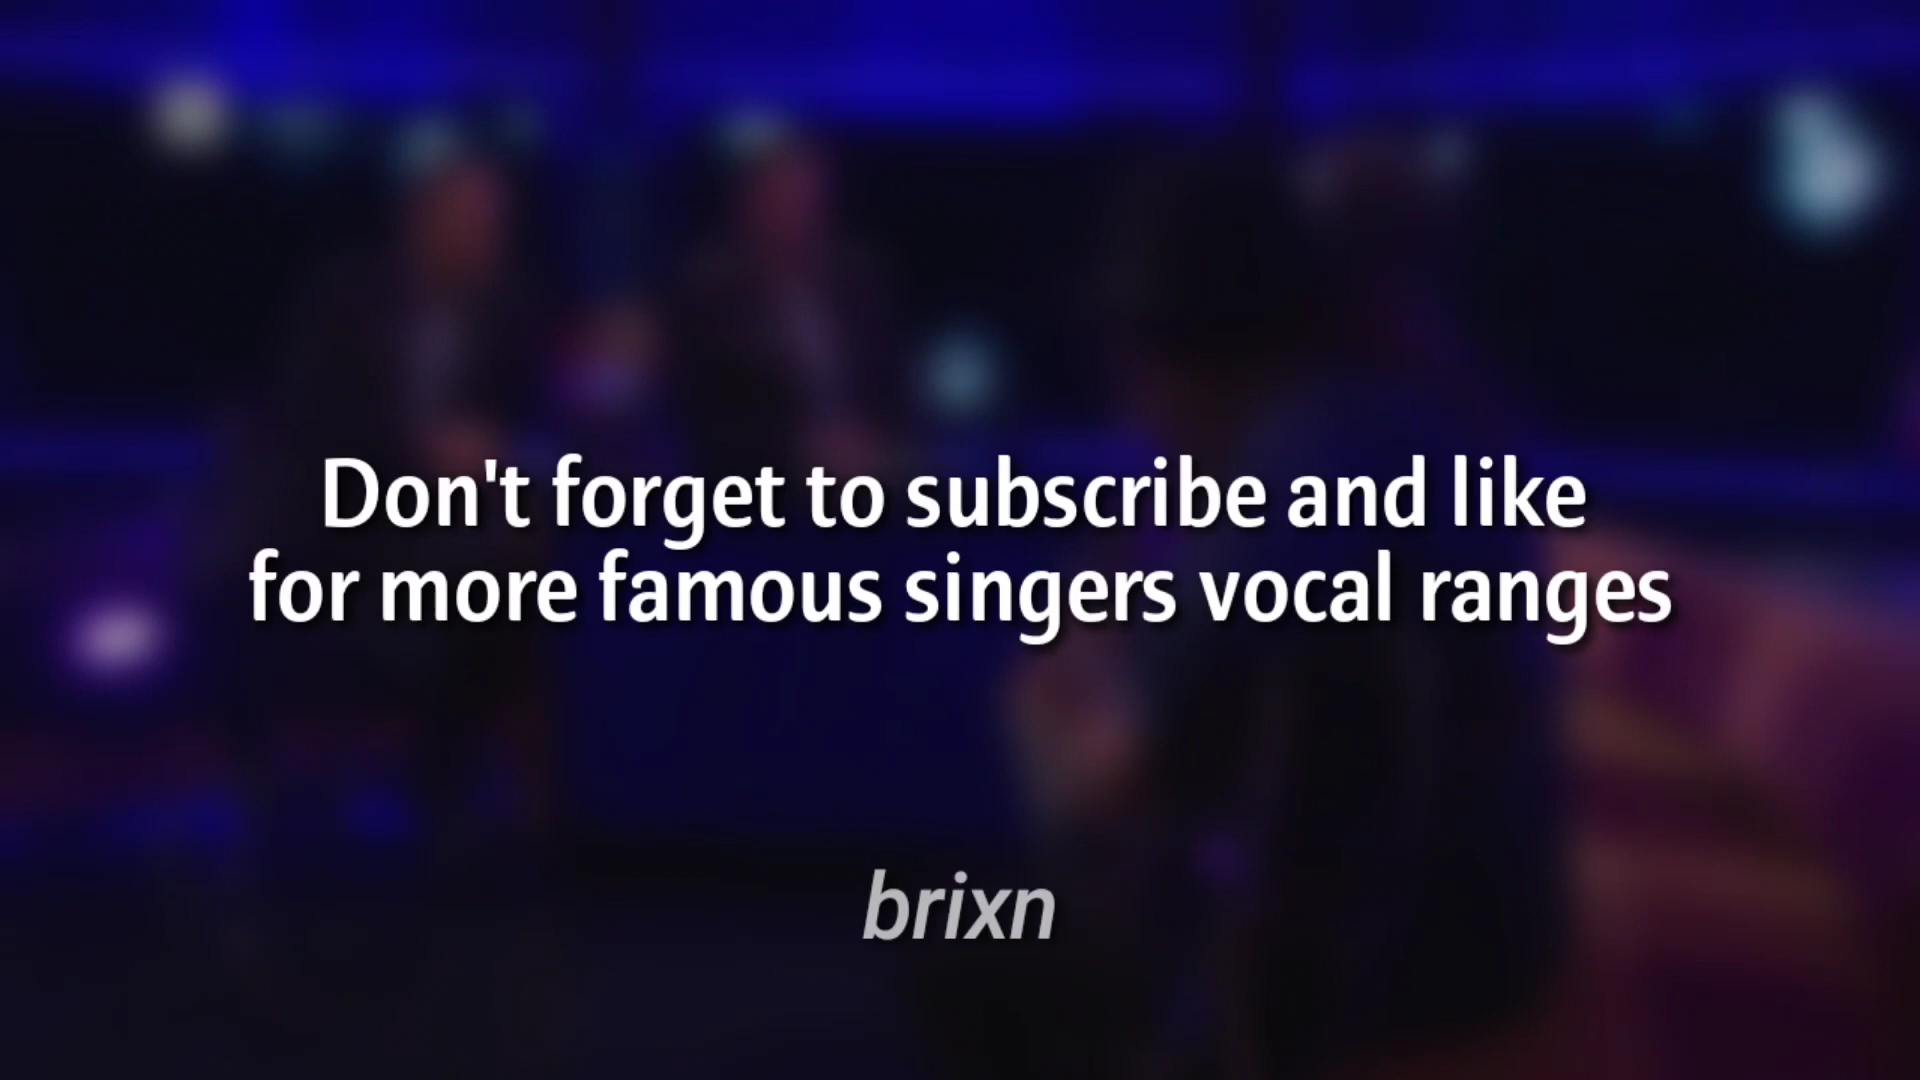 Don't forget to subscribe and like
for more famous singers vocal ranges
brixn